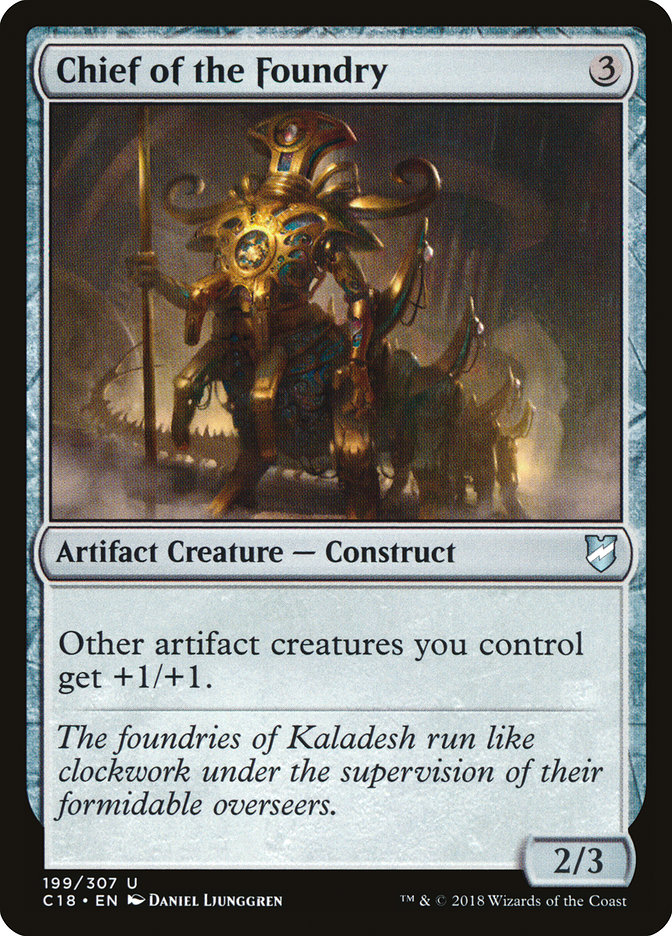 Chief of the Foundry 3
Artifact Creature — Construct
Other artifact creatures you control
get +1/+1.
The foundries of Kaladesh run like
clockwork under the supervision of their
formidable overseers.
2/3
199/307 U
C18 • EN Daniel Ljunggren
™ & © 2018 Wizards of the Coast